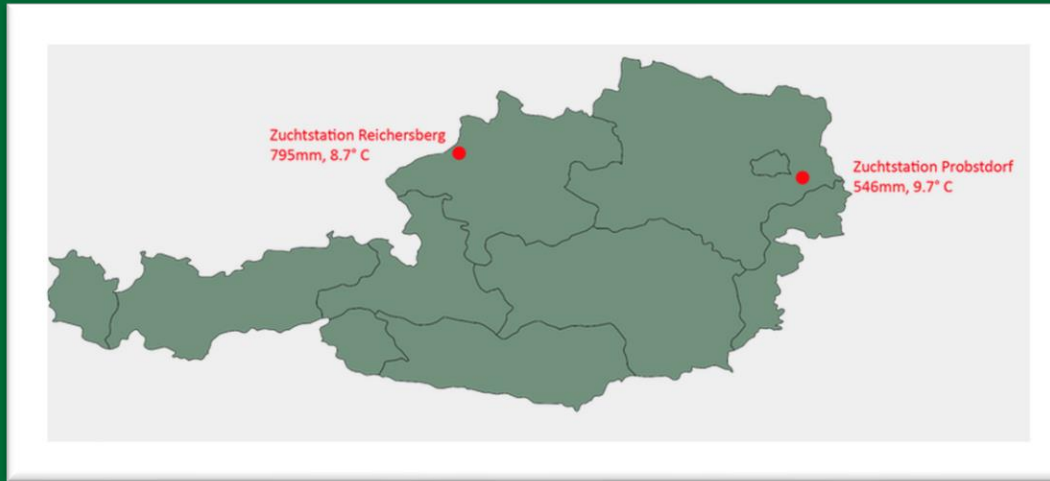 Zuchtstation Reichersberg
795mm, 8.7° C
Zuchtstation Probstdorf
546mm, 9.7° C